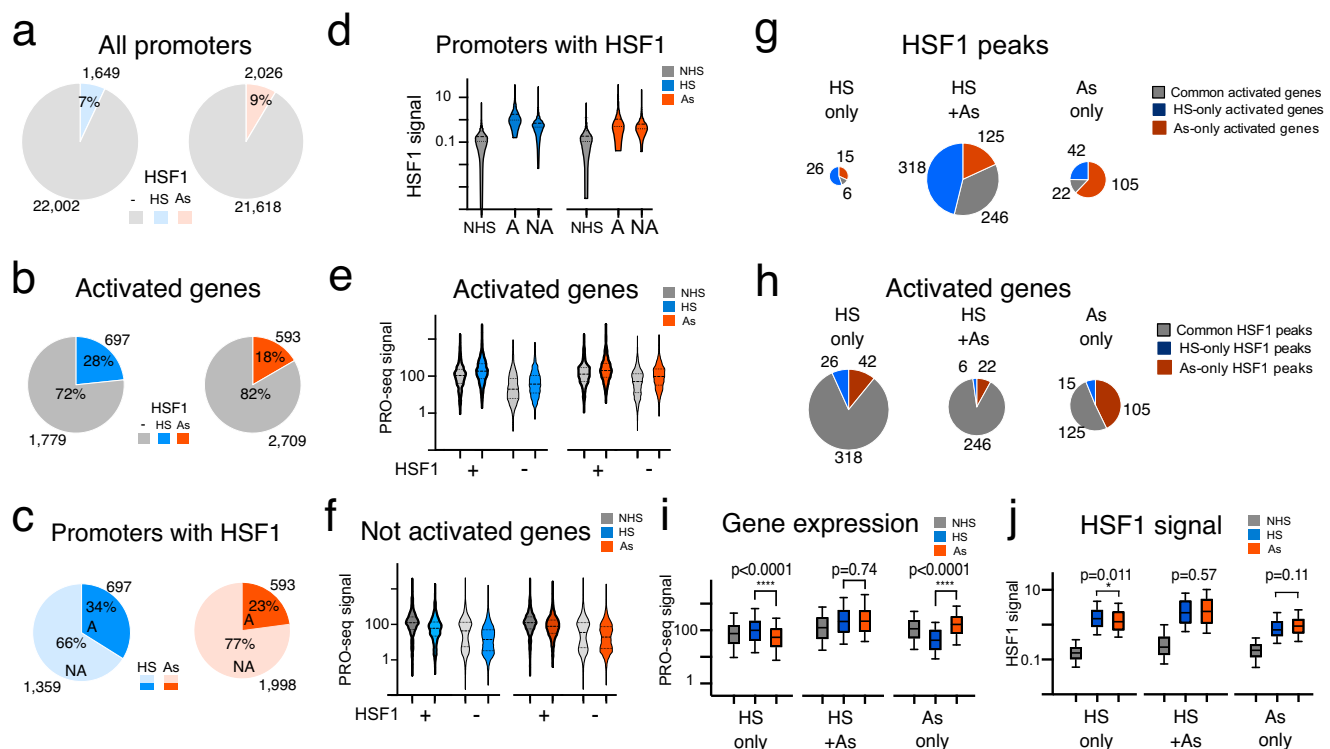 a
All promoters
1,649
7%
22,002
2,026
9%
21,618
HSF1
- HS As
b
Activated genes
697
28%
72%
1,779
593
18%
82%
2,709
HSF1
- HS As
c
Promoters with HSF1
697
34%
A
66%
NA
1,359
593
23%
A
77%
NA
1,998
HS As
d
Promoters with HSF1
NHS
HS
As
HSF1 signal
10
0.1
NHS A NA NHS A NA
e
Activated genes
NHS
HS
As
PRO-seq signal
100
1
HSF1 + - + -
f
Not activated genes
NHS
HS
As
PRO-seq signal
100
1
HSF1 + - + -
g
HSF1 peaks
HS only
26
15
6
HS +As
318
125
246
As only
42
22
105
Common activated genes
HS-only activated genes
As-only activated genes
h
Activated genes
HS only
26
42
318
HS +As
6
22
246
As only
15
105
125
Common HSF1 peaks
HS-only HSF1 peaks
As-only HSF1 peaks
i
Gene expression
NHS
HS
As
p<0.0001
****
p=0.74
p<0.0001
****
PRO-seq signal
100
1
HS only
HS +As
As only
j
HSF1 signal
NHS
HS
As
p=0.011
*
p=0.57
p=0.11
HSF1 signal
10
0.1
HS only
HS +As
As only